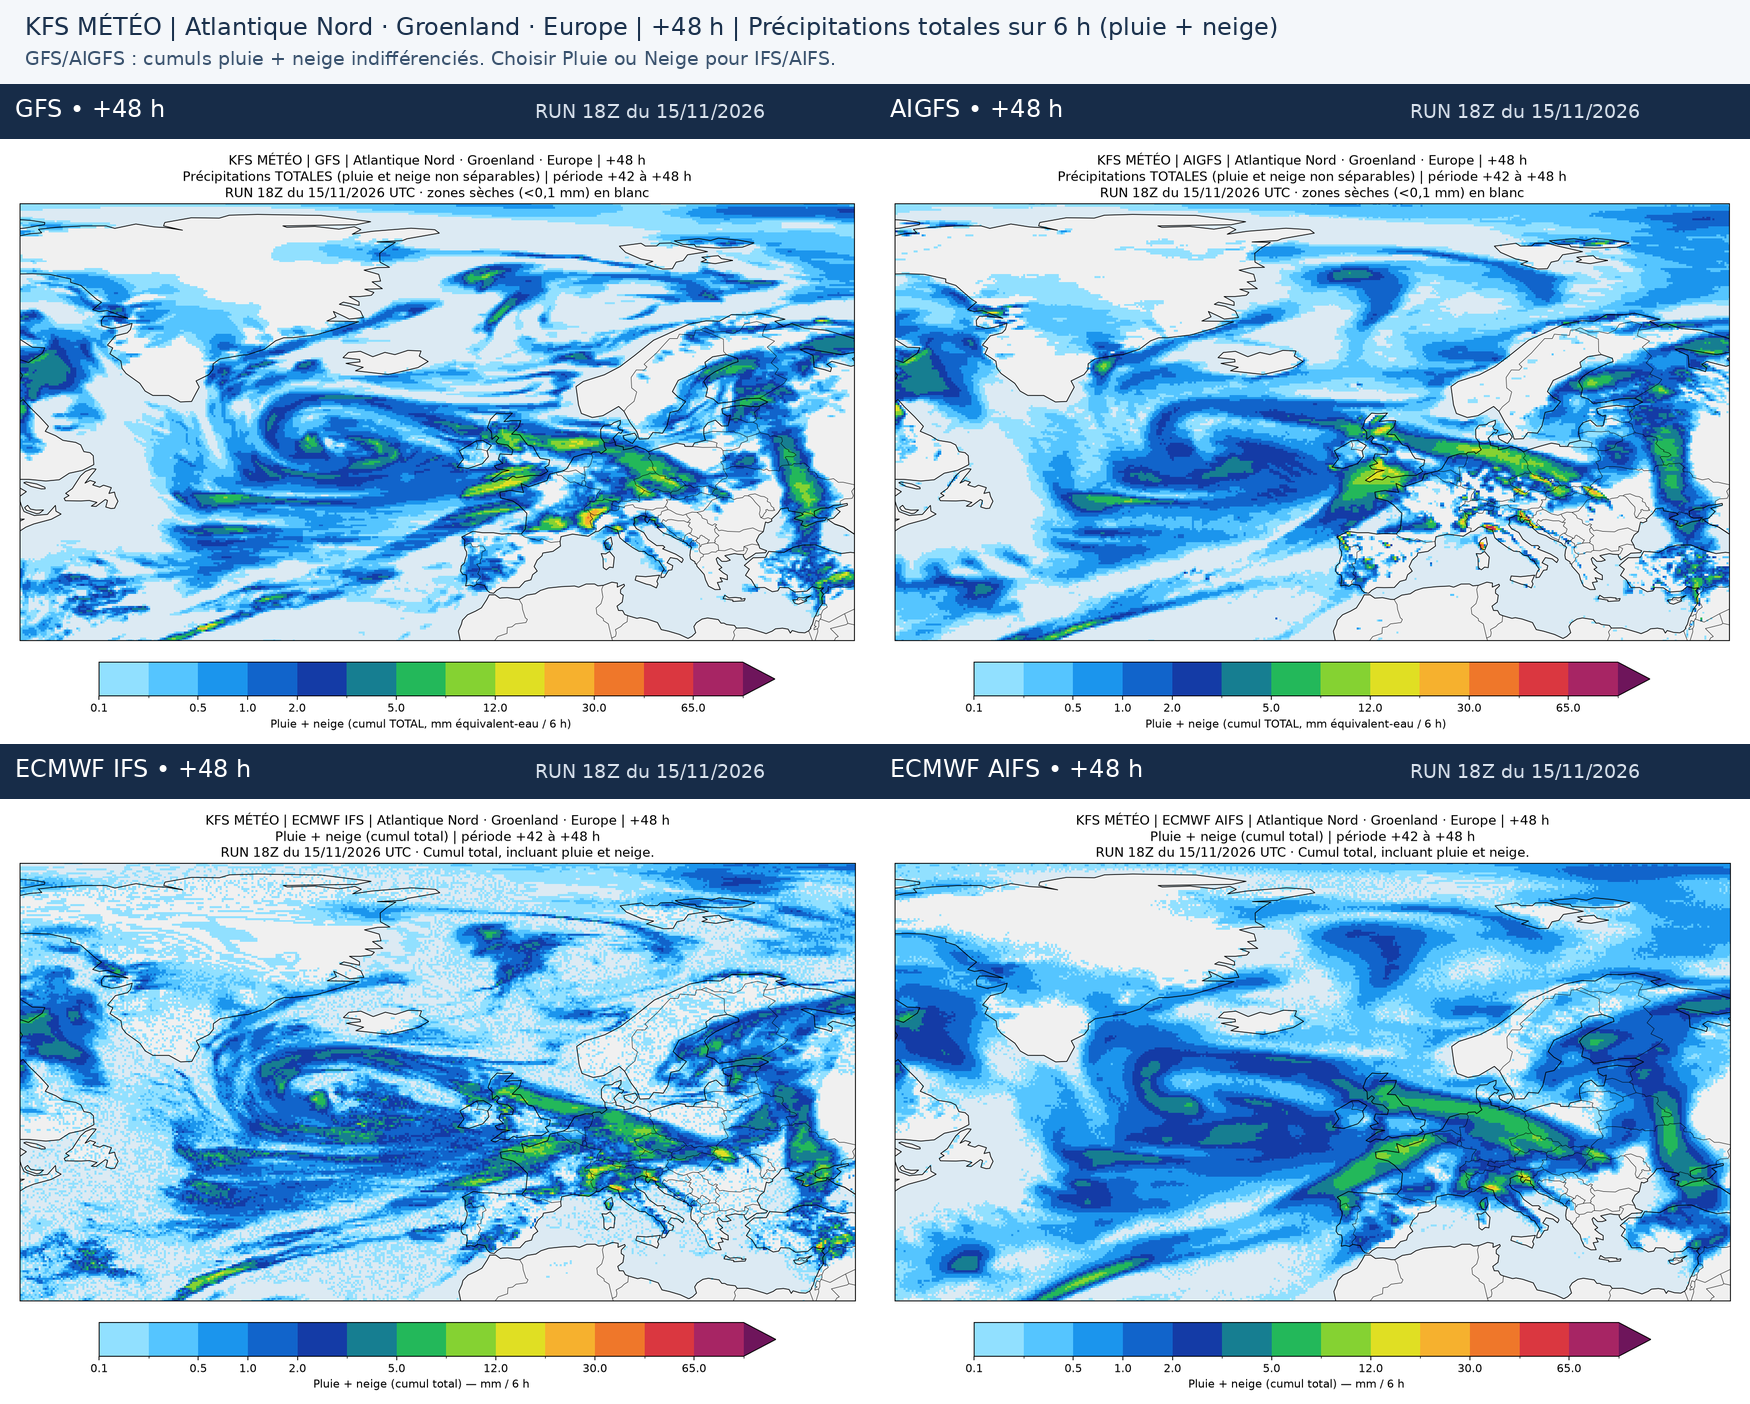 KFS MÉTÉO | Atlantique Nord · Groenland · Europe | +48 h | Précipitations totales sur 6 h (pluie + neige)
GFS/AIGFS : cumuls pluie + neige indifférenciés. Choisir Pluie ou Neige pour IFS/AIFS.
GFS • +48 h
RUN 18Z du 15/11/2026
KFS MÉTÉO | GFS | Atlantique Nord · Groenland · Europe | +48 h
Précipitations TOTALES (pluie et neige non séparables) | période +42 à +48 h
RUN 18Z du 15/11/2026 UTC · zones sèches (<0,1 mm) en blanc
0.1 0.5 1.0 2.0 5.0 12.0 30.0 65.0
Pluie + neige (cumul TOTAL, mm équivalent-eau / 6 h)
AIGFS • +48 h
RUN 18Z du 15/11/2026
KFS MÉTÉO | AIGFS | Atlantique Nord · Groenland · Europe | +48 h
Précipitations TOTALES (pluie et neige non séparables) | période +42 à +48 h
RUN 18Z du 15/11/2026 UTC · zones sèches (<0,1 mm) en blanc
0.1 0.5 1.0 2.0 5.0 12.0 30.0 65.0
Pluie + neige (cumul TOTAL, mm équivalent-eau / 6 h)
ECMWF IFS • +48 h
RUN 18Z du 15/11/2026
KFS MÉTÉO | ECMWF IFS | Atlantique Nord · Groenland · Europe | +48 h
Pluie + neige (cumul total) | période +42 à +48 h
RUN 18Z du 15/11/2026 UTC · Cumul total, incluant pluie et neige.
0.1 0.5 1.0 2.0 5.0 12.0 30.0 65.0
Pluie + neige (cumul total) — mm / 6 h
ECMWF AIFS • +48 h
RUN 18Z du 15/11/2026
KFS MÉTÉO | ECMWF AIFS | Atlantique Nord · Groenland · Europe | +48 h
Pluie + neige (cumul total) | période +42 à +48 h
RUN 18Z du 15/11/2026 UTC · Cumul total, incluant pluie et neige.
0.1 0.5 1.0 2.0 5.0 12.0 30.0 65.0
Pluie + neige (cumul total) — mm / 6 h